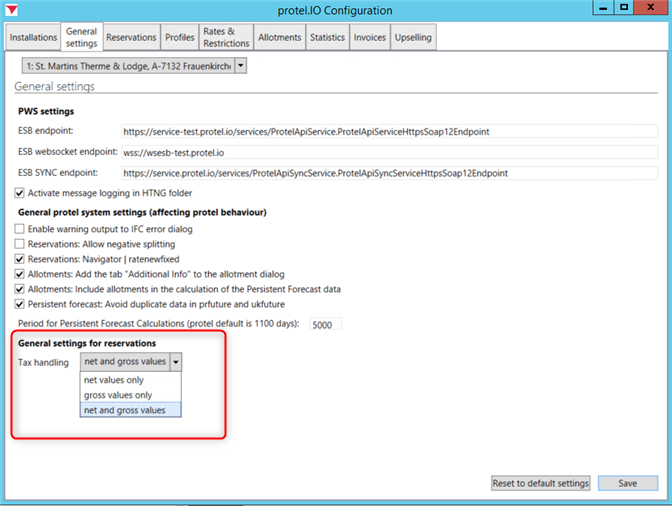 protel.IO Configuration
Installations
General settings
Reservations
Profiles
Rates & Restrictions
Allotments
Statistics
Invoices
Upselling
1: St. Martins Therme & Lodge, A-7132 Frauenkirch
General settings
PWS settings
ESB endpoint: https://service-test.protel.io/services/ProtelApiService.ProtelApiServiceHttpsSoap12Endpoint
ESB websocket endpoint: wss://wsesb-test.protel.io
ESB SYNC endpoint: https://service.protel.io/services/ProtelApiSyncService.ProtelApiSyncServiceHttpsSoap12Endpoint
Activate message logging in HTNG folder
General protel system settings (affecting protel behaviour)
Enable warning output to IFC error dialog
Reservations: Allow negative splitting
Reservations: Navigator | ratenewfixed
Allotments: Add the tab "Additional Info" to the allotment dialog
Allotments: Include allotments in the calculation of the Persistent Forecast data
Persistent forecast: Avoid duplicate data in prfuture and ukfuture
Period for Persistent Forecast Calculations (protel default is 1100 days): 5000
General settings for reservations
Tax handling net and gross values
net values only
gross values only
net and gross values
Reset to default settings
Save